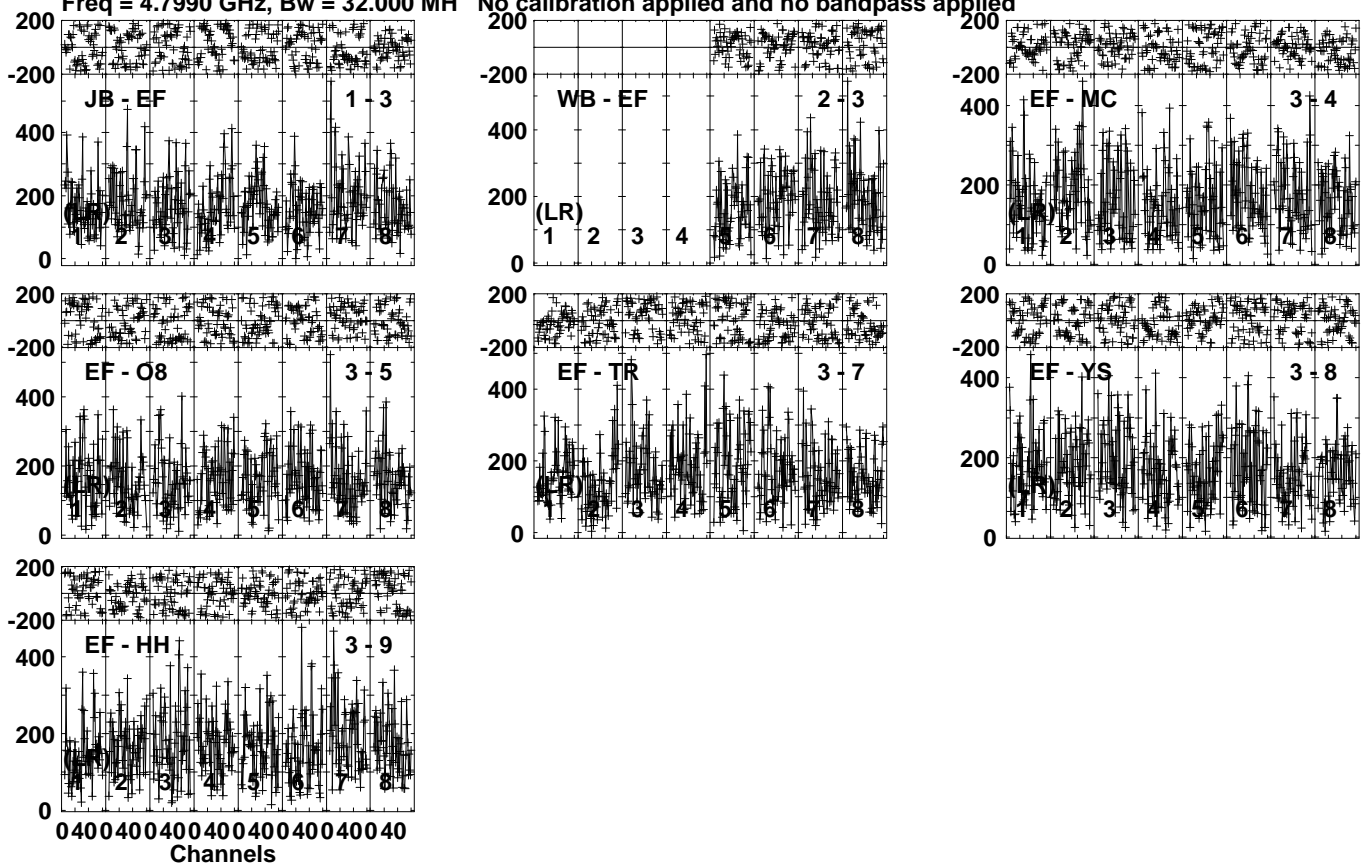 Freq = 4.7990 GHz, Bw = 32.000 MH No calibration applied and no bandpass applied
200
-200
JB - EF 1 - 3
400
200
(LR)
0
1 2 3 4 5 6 7 8
-200
WB - EF 2 - 3
400
200
(LR)
0
1 2 3 4 5 6 7 8
200
-200
EF - MC 3 - 4
400
200
(LR)
0
1 2 3 4 5 6 7 8
200
-200
EF - O8 3 - 5
400
200
(LR)
0
1 2 3 4 5 6 7 8
200
-200
EF - TR 3 - 7
400
200
(LR)
0
1 2 3 4 5 6 7 8
200
-200
EF - YS 3 - 8
400
200
(LR)
0
1 2 3 4 5 6 7 8
200
-200
EF - HH 3 - 9
400
200
(LR)
0
1 2 3 4 5 6 7 8
0 40 0 40 0 40 0 40 0 40 0 40 0 40 0 40
Channels